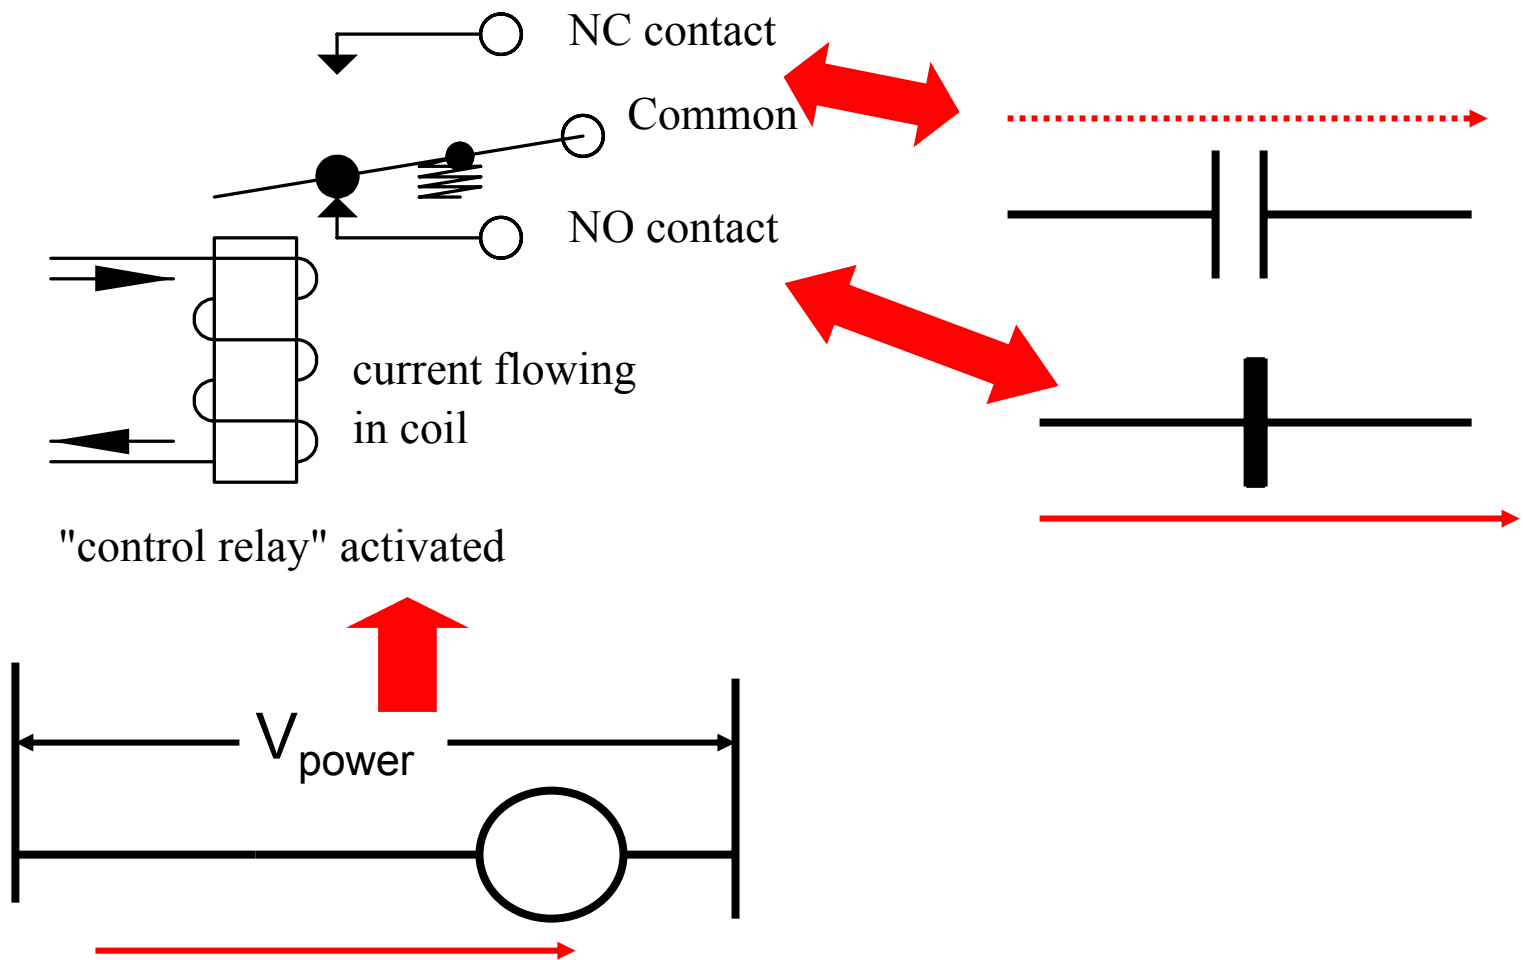 NC contact
Common
NO contact
current flowing
in coil
"control relay" activated
Vpower